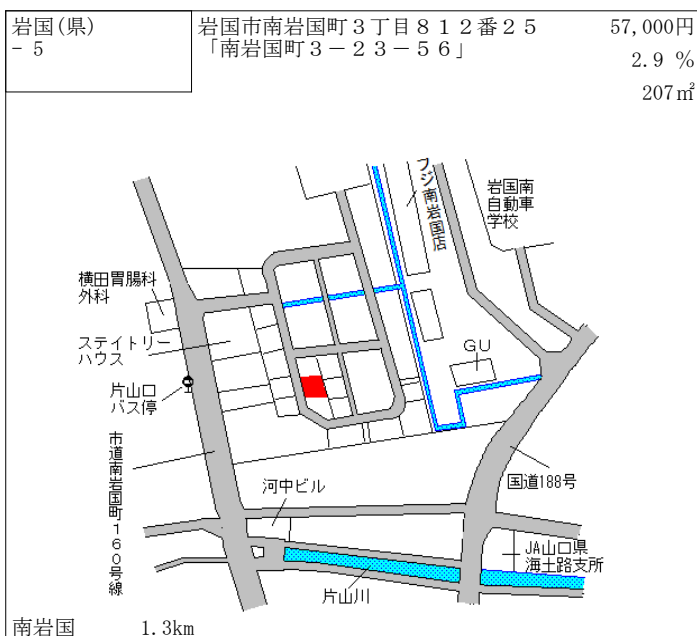 岩国(県)
- 5
岩国市南岩国町３丁目８１２番２５
「南岩国町３－２３－５６」
57,000円
2.9 %
207㎡
フジ南岩国店
岩国南
自動車
学校
横田胃腸科
外科
ステイトリー
ハウス
GU
片山口
バス停
市道南岩国町１６０号線
河中ビル
国道188号
JA山口県
海土路支所
片山川
南岩国 1.3km